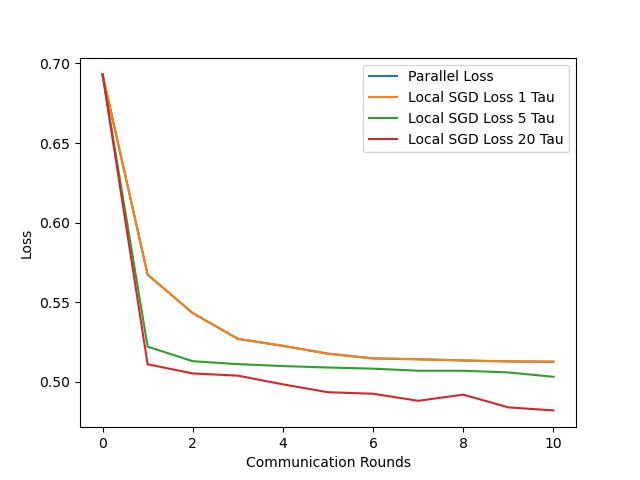 0.70
0.65
0.60
0.55
0.50
Loss
0 2 4 6 8 10
Communication Rounds
Parallel Loss
Local SGD Loss 1 Tau
Local SGD Loss 5 Tau
Local SGD Loss 20 Tau